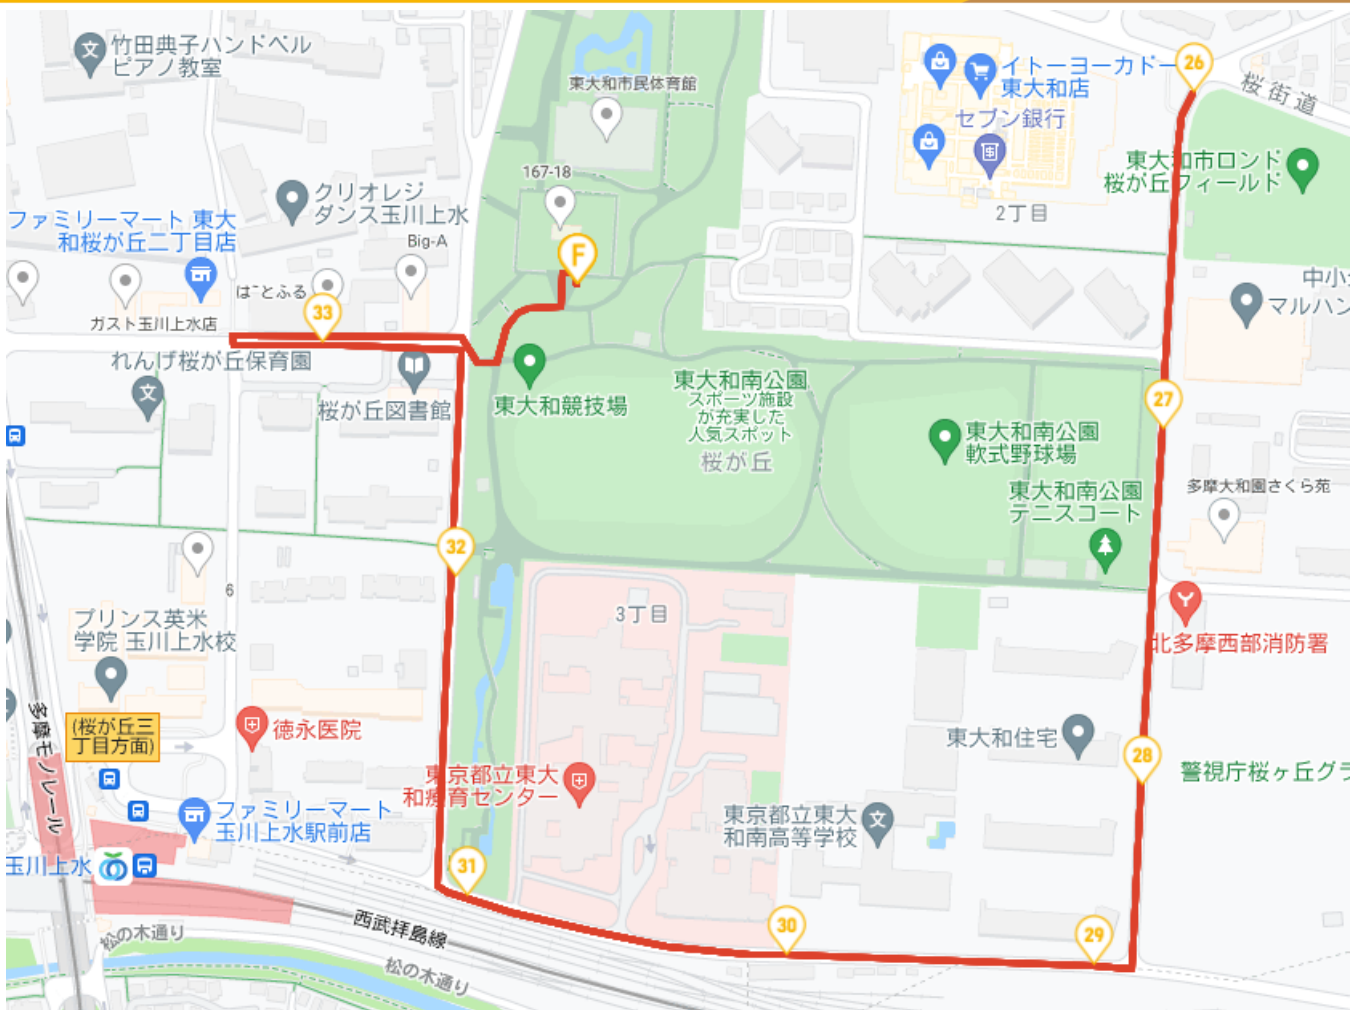 竹田典子ハンドベル
ピアノ教室
東大和市民体育館
イトーヨーカドー
東大和店
セブン銀行
26
桜街道
東大和市ロンド
桜が丘フィールド
2丁目
167-18
クリオレジ
ダンス玉川上水
ファミリーマート 東大
和桜が丘二丁目店
Big-A
F
はーとふる
33
ガスト玉川上水店
れんげ桜が丘保育園
桜が丘図書館
東大和競技場
東大和南公園
スポーツ施設
が充実した
人気スポット
桜が丘
マルハン
27
東大和南公園
軟式野球場
東大和南公園
テニスコート
多摩大和園さくら苑
32
6
3丁目
プリンス英米
学院 玉川上水校
北多摩西部消防署
多摩モノレール
(桜が丘三
丁目方面)
徳永医院
東京都立東大
和療育センター
東大和住宅
28
警視庁桜ヶ丘グラ
ファミリーマート
玉川上水駅前店
東京都立東大
和南高等学校
玉川上水
31
30
29
西武拝島線
松の木通り
松の木通り